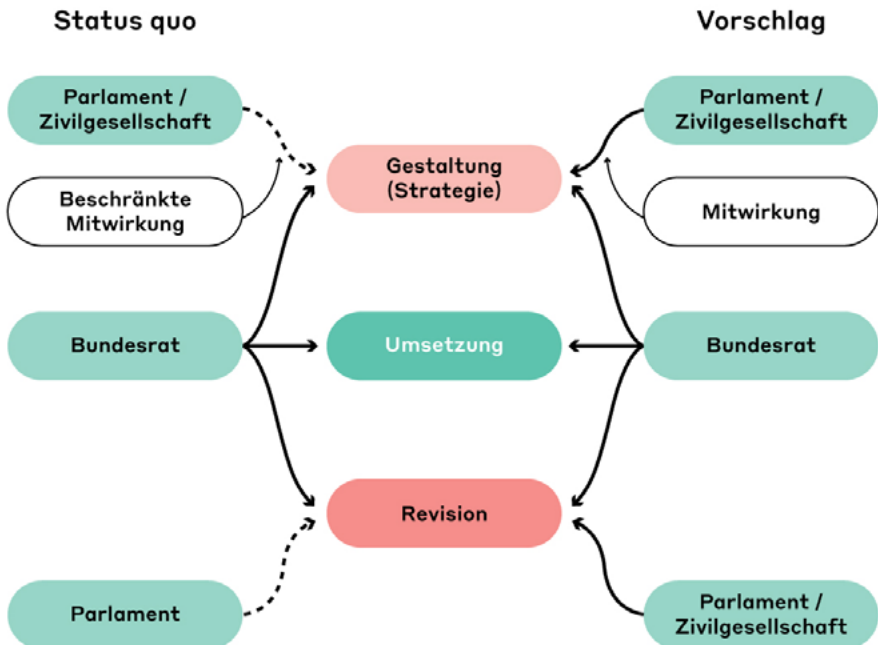 Status quo
Vorschlag
Parlament /
Zivilgesellschaft
Parlament /
Zivilgesellschaft
Gestaltung
(Strategie)
Beschränkte
Mitwirkung
Mitwirkung
Bundesrat
Umsetzung
Bundesrat
Revision
Parlament
Parlament /
Zivilgesellschaft